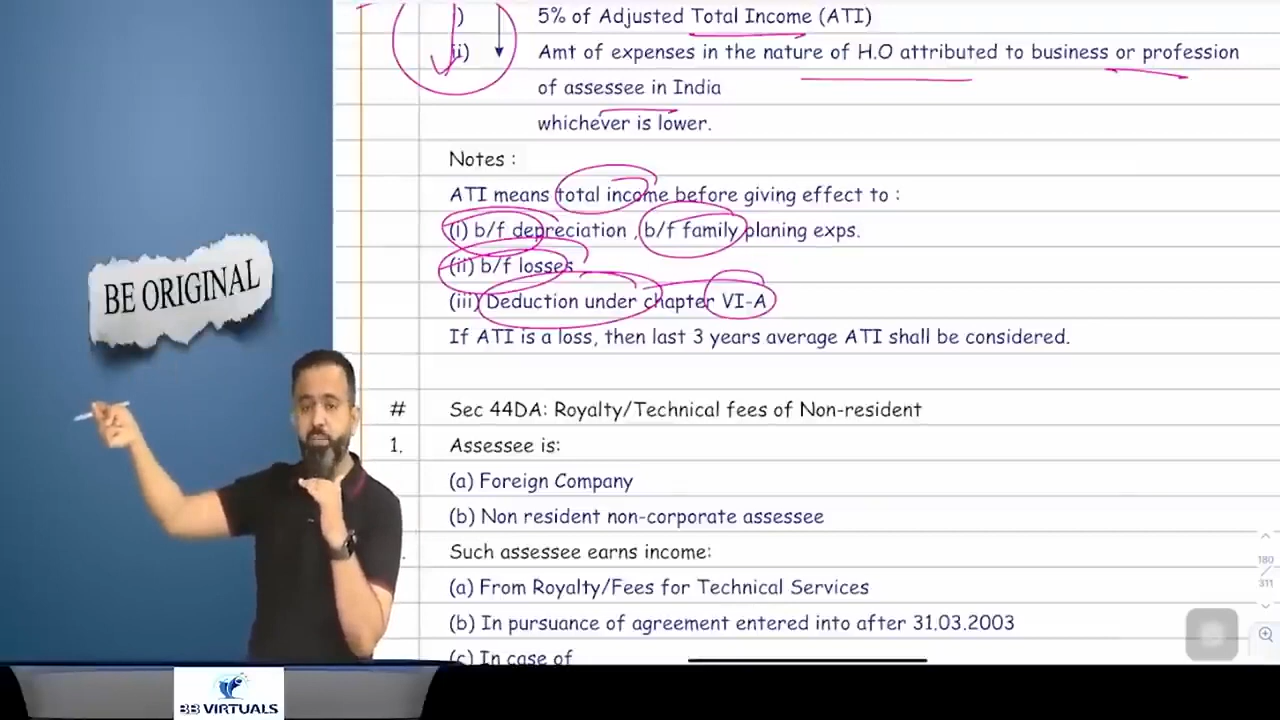 i) 5% of Adjusted Total Income (ATI)
ii) Amt of expenses in the nature of H.O attributed to business or profession
of assessee in India
whichever is lower.
Notes :
ATI means total income before giving effect to :
(i) b/f depreciation , b/f family planing exps.
(ii) b/f losses
(iii) Deduction under chapter VI-A
If ATI is a loss, then last 3 years average ATI shall be considered.
# Sec 44DA: Royalty/Technical fees of Non-resident
1. Assessee is:
(a) Foreign Company
(b) Non resident non-corporate assessee
Such assessee earns income:
(a) From Royalty/Fees for Technical Services
(b) In pursuance of agreement entered into after 31.03.2003
(c) In case of
BE ORIGINAL
180
311
BB VIRTUALS